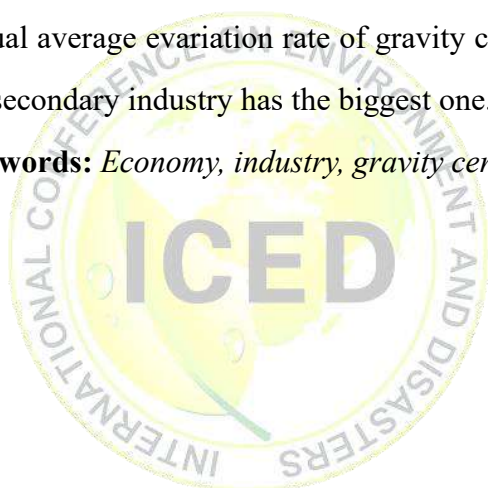 ual average evariation rate of gravity c
secondary industry has the biggest one.
words: Economy, industry, gravity cen
INTERNATIONAL CONFERENCE ON ENVIRONMENT AND DISASTERS
ICED